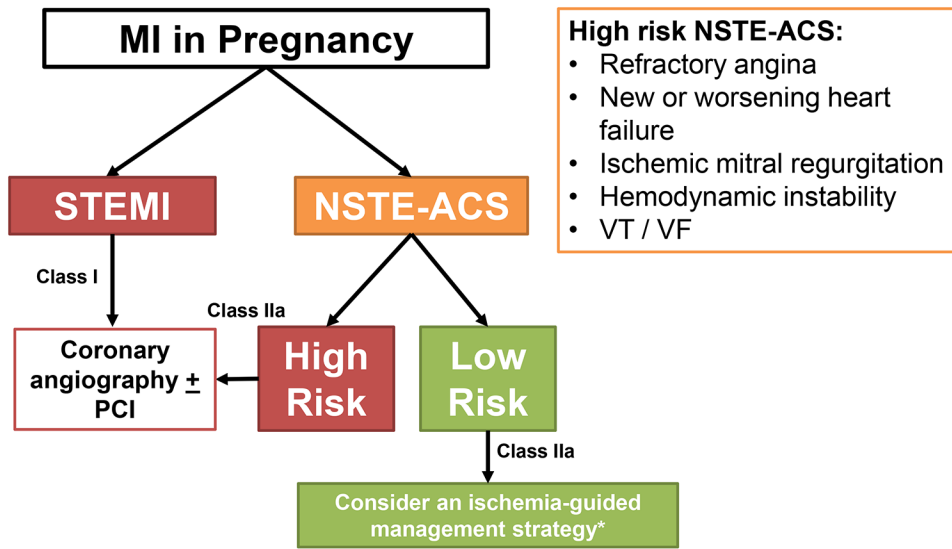 MI in Pregnancy
High risk NSTE-ACS:
• Refractory angina
• New or worsening heart
failure
• Ischemic mitral regurgitation
• Hemodynamic instability
• VT / VF
STEMI
NSTE-ACS
Class I
Class IIa
Coronary
angiography ±
PCI
High
Risk
Low
Risk
Class IIa
Consider an ischemia-guided
management strategy*